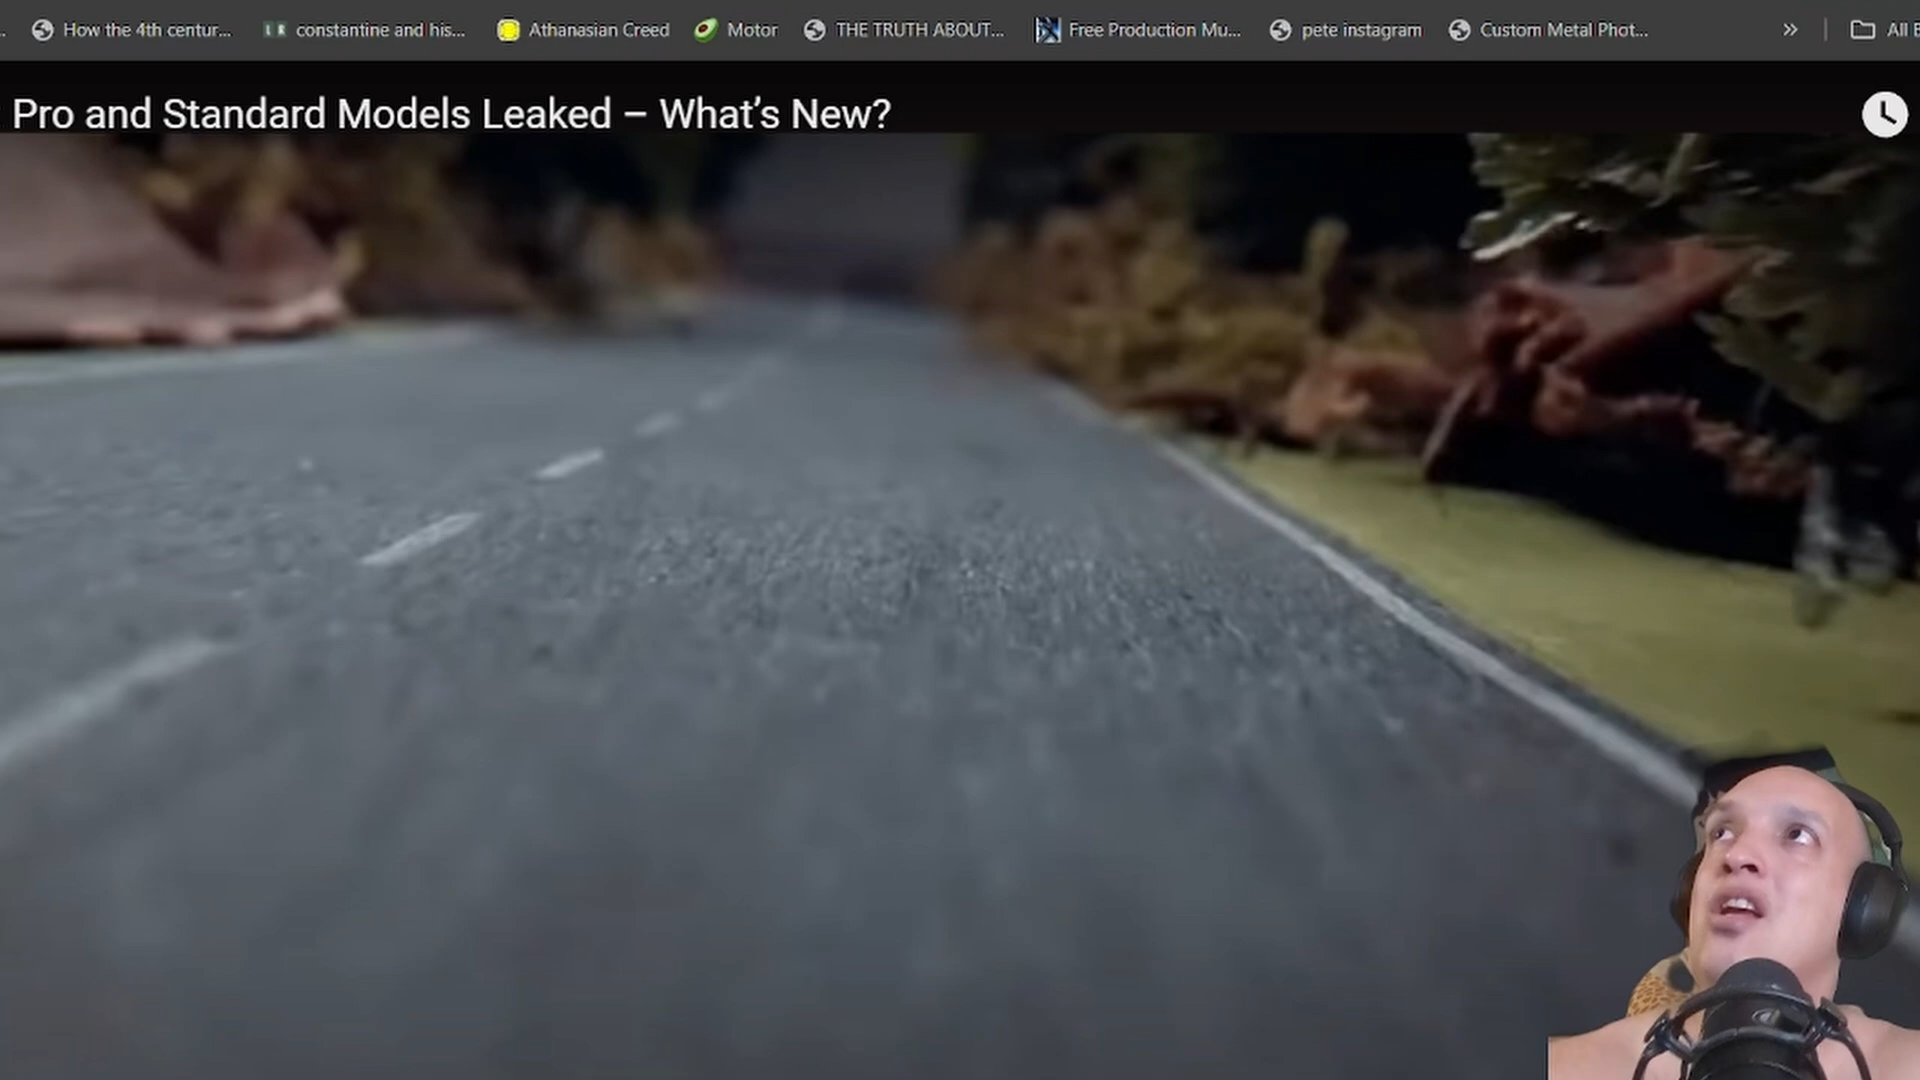 How the 4th centur... constantine and his... Athanasian Creed Motor THE TRUTH ABOUT... Free Production Mu... pete instagram Custom Metal Phot... » All
Pro and Standard Models Leaked – What's New?